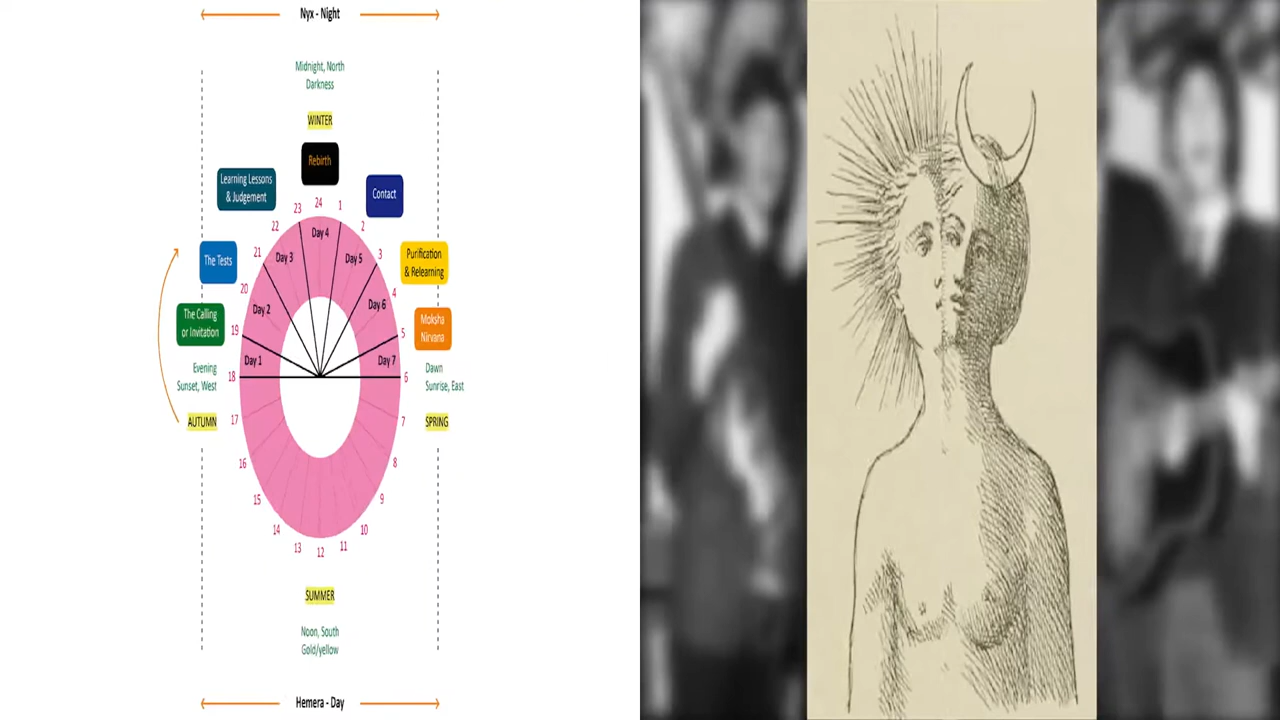 Nyx - Night
Midnight, North
Darkness
WINTER
Rebirth
Learning Lessons
& Judgement
Contact
23
24
1
22
2
Day 4
The Tests
21
Day 3
Day 5
3
Purification
& Relearning
20
4
Day 2
Day 6
The Calling
or Invitation
19
5
Moksha
Nirvana
Day 1
Day 7
Evening
Sunset, West
18
6
Dawn
Sunrise, East
AUTUMN
17
7
SPRING
16
8
15
9
14
10
13
12
11
SUMMER
Noon, South
Gold/yellow
Hemera - Day